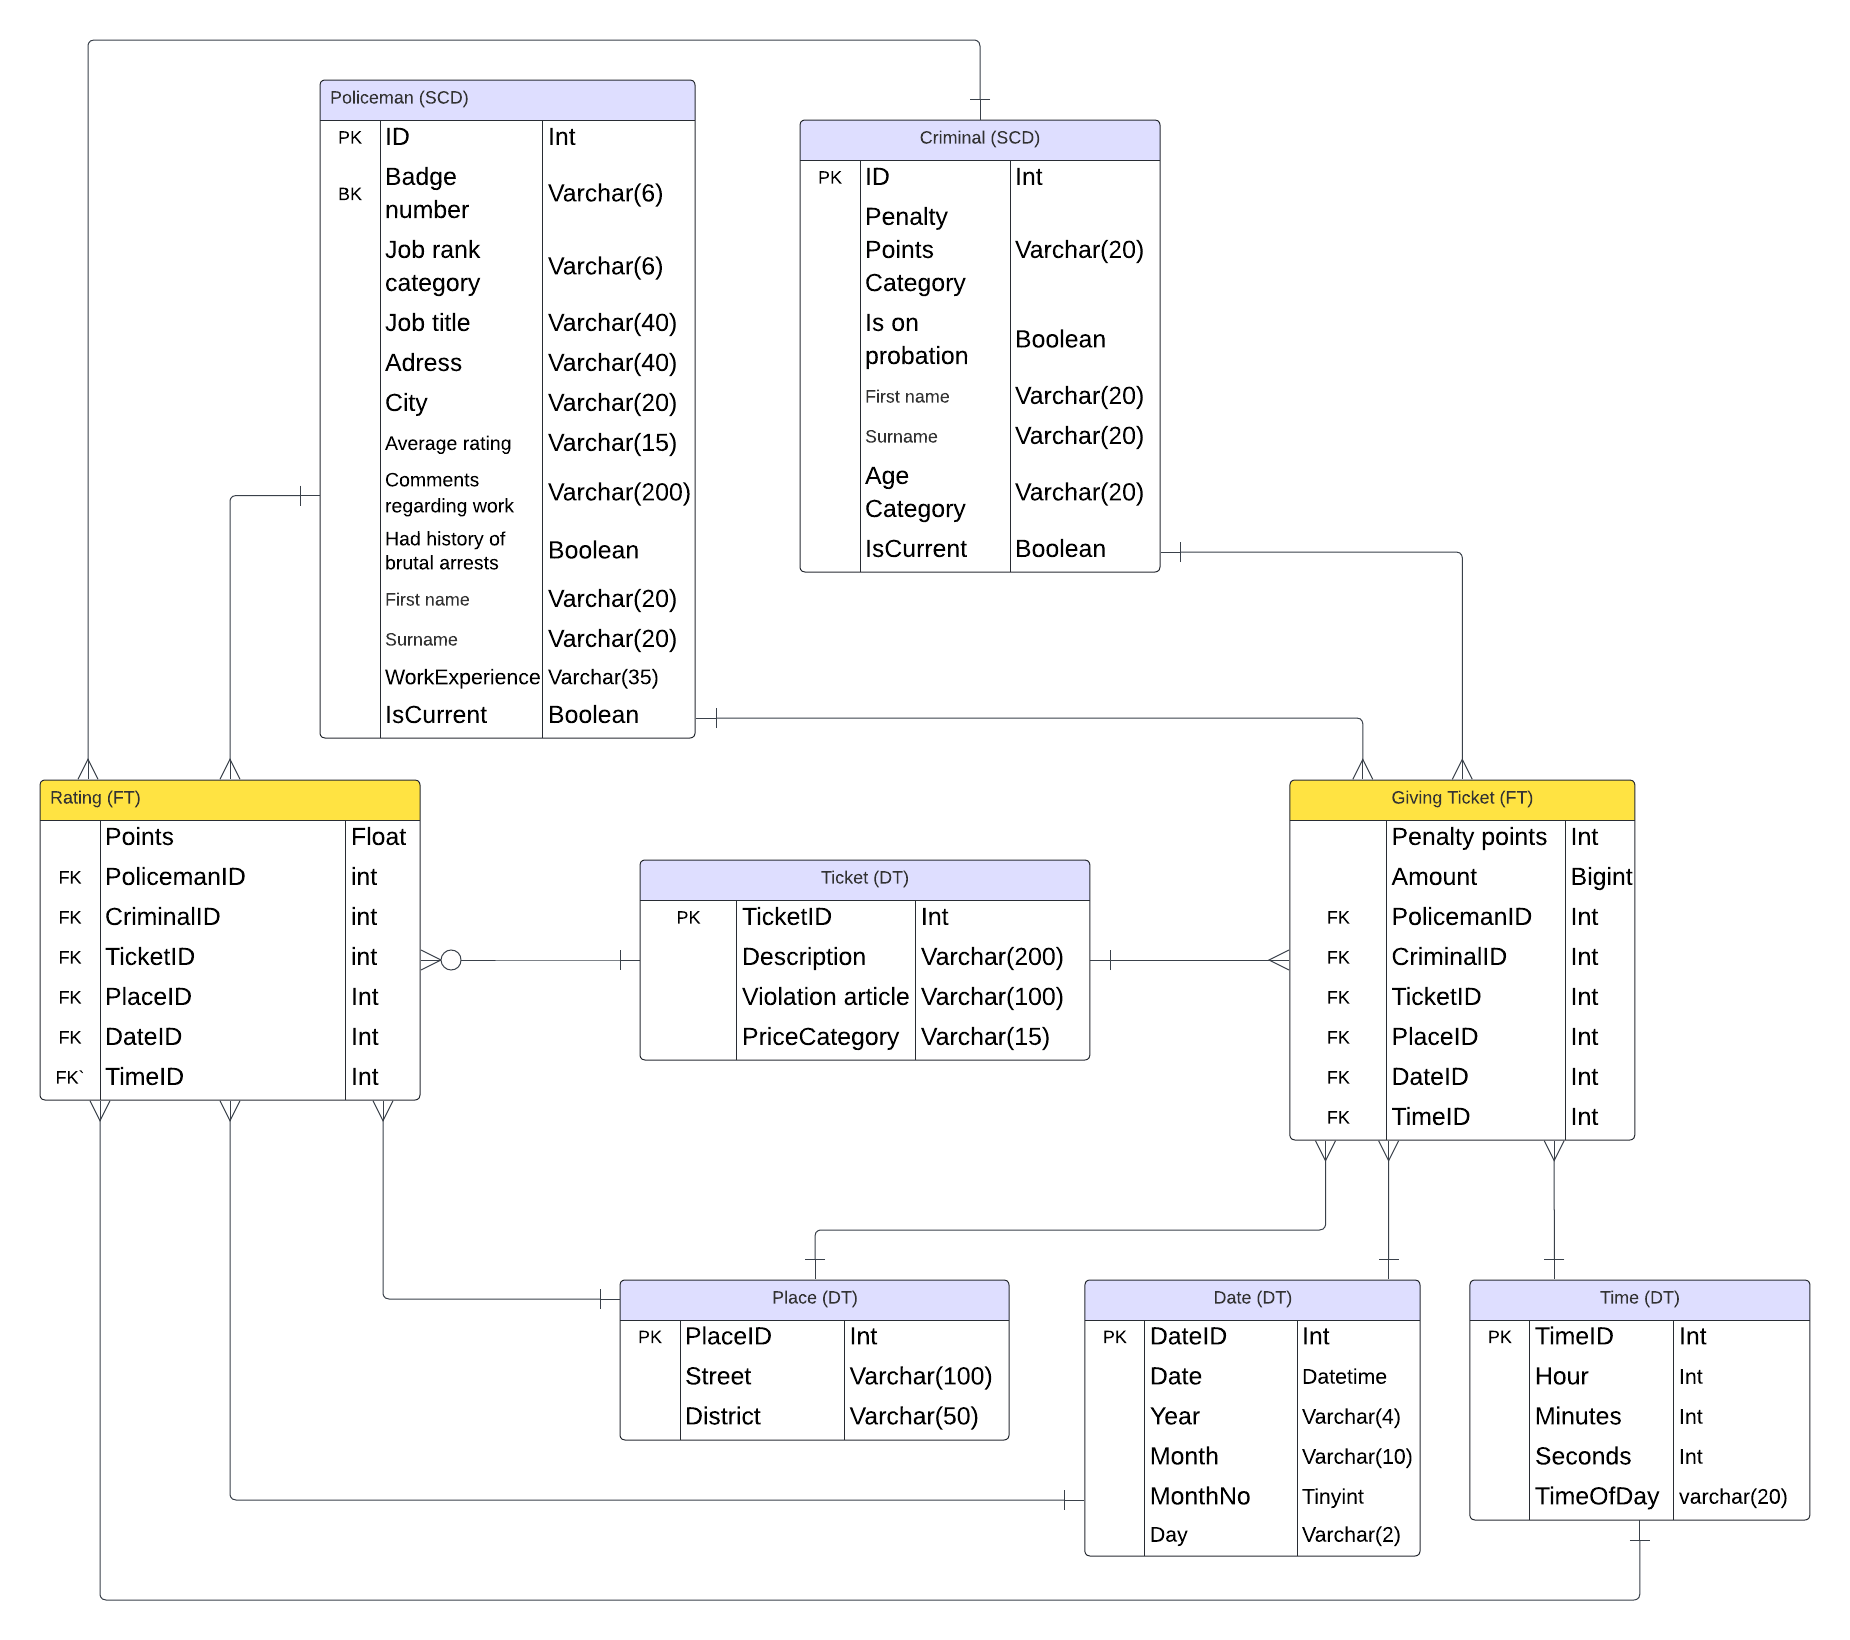 Policeman (SCD)
PK ID Int
BK Badge number Varchar(6)
Job rank category Varchar(6)
Job title Varchar(40)
Adress Varchar(40)
City Varchar(20)
Average rating Varchar(15)
Comments regarding work Varchar(200)
Had history of brutal arrests Boolean
First name Varchar(20)
Surname Varchar(20)
WorkExperience Varchar(35)
IsCurrent Boolean
Criminal (SCD)
PK ID Int
Penalty Points Category Varchar(20)
Is on probation Boolean
First name Varchar(20)
Surname Varchar(20)
Age Category Varchar(20)
IsCurrent Boolean
Rating (FT)
Points Float
FK PolicemanID int
FK CriminalID int
FK TicketID int
FK PlaceID Int
FK DateID Int
FK` TimeID Int
Ticket (DT)
PK TicketID Int
Description Varchar(200)
Violation article Varchar(100)
PriceCategory Varchar(15)
Giving Ticket (FT)
Penalty points Int
Amount Bigint
FK PolicemanID Int
FK CriminalID Int
FK TicketID Int
FK PlaceID Int
FK DateID Int
FK TimeID Int
Place (DT)
PK PlaceID Int
Street Varchar(100)
District Varchar(50)
Date (DT)
PK DateID Int
Date Datetime
Year Varchar(4)
Month Varchar(10)
MonthNo Tinyint
Day Varchar(2)
Time (DT)
PK TimeID Int
Hour Int
Minutes Int
Seconds Int
TimeOfDay varchar(20)